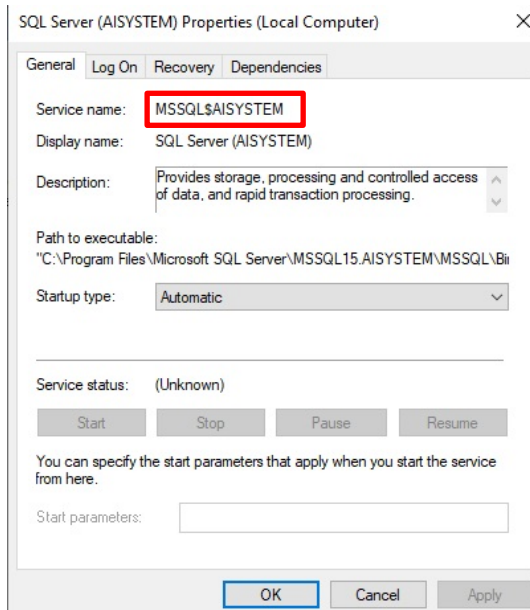 SQL Server (AISYSTEM) Properties (Local Computer)
General Log On Recovery Dependencies
Service name: MSSQL$AISYSTEM
Display name: SQL Server (AISYSTEM)
Description: Provides storage, processing and controlled access
of data, and rapid transaction processing.
Path to executable:
"C:\Program Files\Microsoft SQL Server\MSSQL15.AISYSTEM\MSSQL\Bin
Startup type: Automatic
Service status: (Unknown)
Start Stop Pause Resume
You can specify the start parameters that apply when you start the service
from here.
Start parameters:
OK Cancel Apply